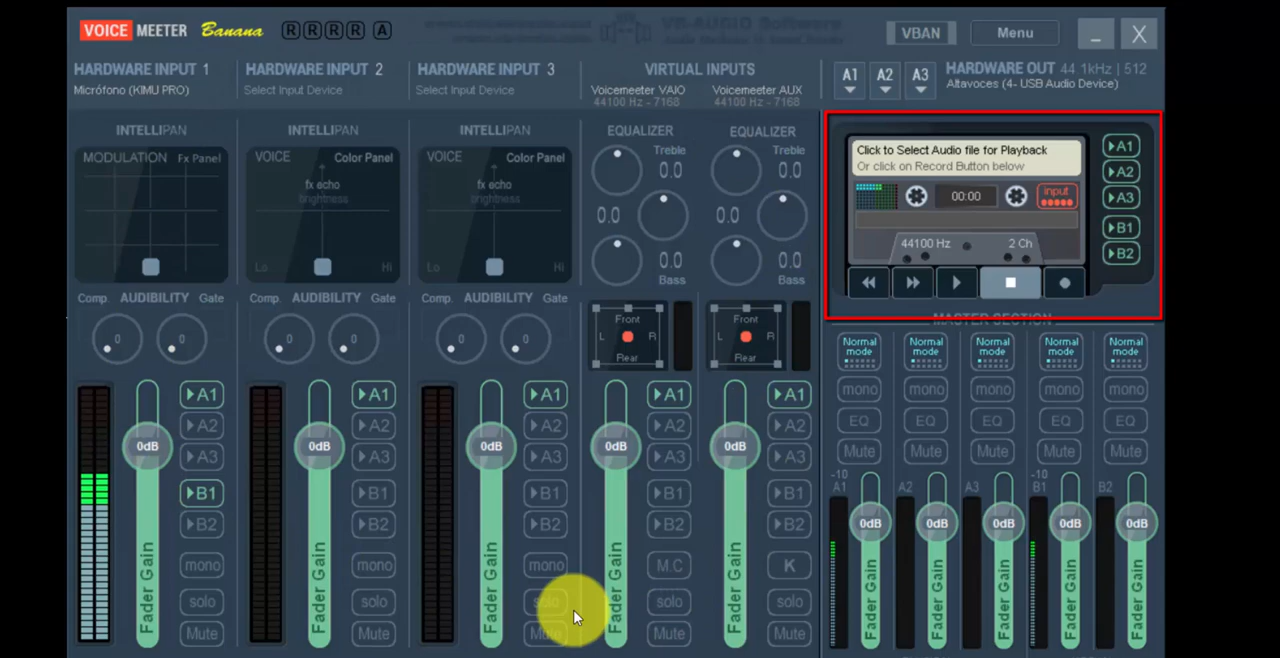 VOICE MEETER Banana R R R R A VBAN Menu _ X
HARDWARE INPUT 1 HARDWARE INPUT 2 HARDWARE INPUT 3 VIRTUAL INPUTS A1 A2 A3 HARDWARE OUT 44.1kHz | 512
Micrófono (KIMU PRO) Select Input Device Select Input Device Voicemeeter VAIO Voicemeeter AUX Altavoces (4- USB Audio Device)
44100 Hz - 7168 44100 Hz - 7168
INTELLIPAN INTELLIPAN INTELLIPAN EQUALIZER EQUALIZER
MODULATION Fx Panel VOICE Color Panel VOICE Color Panel Treble Treble
fx echo fx echo 0.0 0.0
brightness brightness
0.0 0.0
0.0 0.0
Lo Hi Lo Hi Bass Bass
Click to Select Audio file for Playback A1
Or click on Record Button below A2
00:00 input A3
B1
44100 Hz 2 Ch B2
Comp. AUDIBILITY Gate Comp. AUDIBILITY Gate Comp. AUDIBILITY Gate
0 0 0 0 0 0
Front Front
L R L R
Rear Rear
MASTER SECTION
Normal mode Normal mode Normal mode Normal mode Normal mode
mono mono mono mono mono
EQ EQ EQ EQ EQ
Mute Mute Mute Mute Mute
A1 A1 A1 A1 A1
A2 A2 A2 A2 A2
0dB 0dB 0dB 0dB 0dB
A3 A3 A3 A3 A3
B1 B1 B1 B1 B1
B2 B2 B2 B2 B2
mono mono mono M.C K
solo solo solo solo solo
Mute Mute Mute Mute Mute
Fader Gain Fader Gain Fader Gain Fader Gain Fader Gain
-10 -10
A1 A2 A3 B1 B2
0dB 0dB 0dB 0dB 0dB
Fader Gain Fader Gain Fader Gain Fader Gain Fader Gain